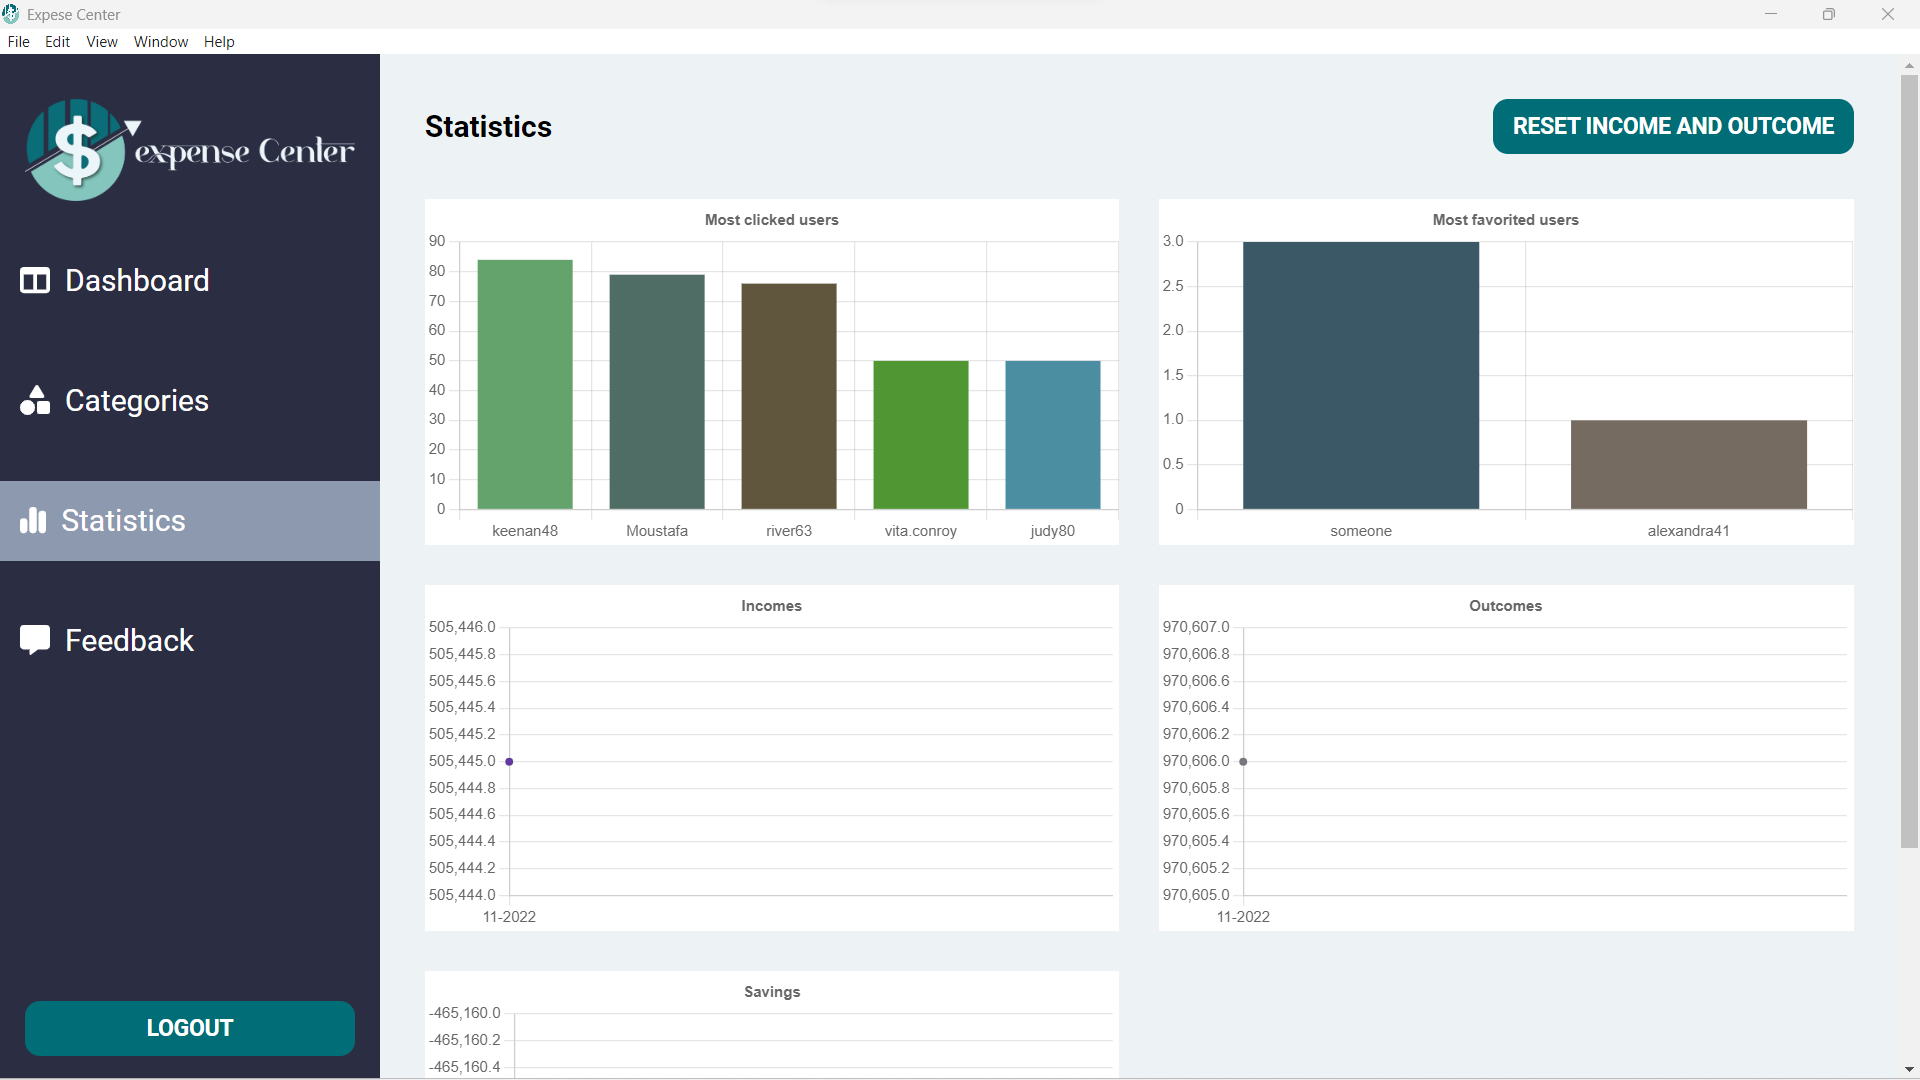 Expese Center
File Edit View Window Help
expense Center
Dashboard
Categories
Statistics
Feedback
LOGOUT
Statistics
RESET INCOME AND OUTCOME
Most clicked users
90
80
70
60
50
40
30
20
10
0
keenan48 Moustafa river63 vita.conroy judy80
Most favorited users
3.0
2.5
2.0
1.5
1.0
0.5
0
someone alexandra41
Incomes
505,446.0
505,445.8
505,445.6
505,445.4
505,445.2
505,445.0
505,444.8
505,444.6
505,444.4
505,444.2
505,444.0
11-2022
Outcomes
970,607.0
970,606.8
970,606.6
970,606.4
970,606.2
970,606.0
970,605.8
970,605.6
970,605.4
970,605.2
970,605.0
11-2022
Savings
-465,160.0
-465,160.2
-465,160.4